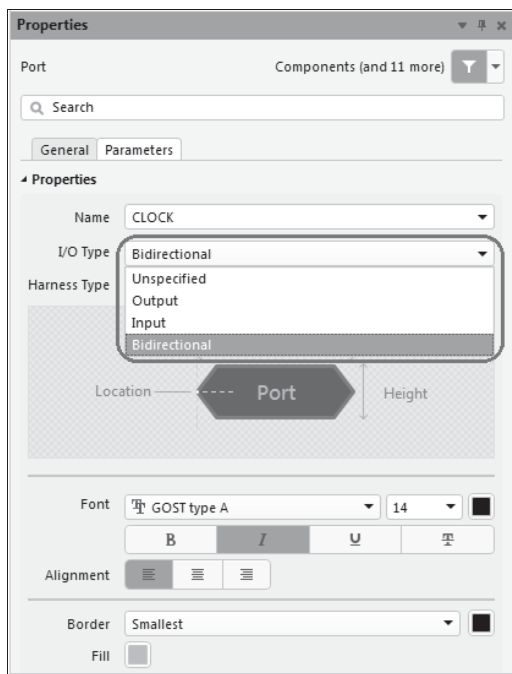 Properties
Port Components (and 11 more)
Search
General Parameters
Properties
Name CLOCK
I/O Type Bidirectional
Harness Type Unspecified
Output
Input
Bidirectional
Location Port Height
Font GOST type A 14
B I U T
Alignment
Border Smallest
Fill